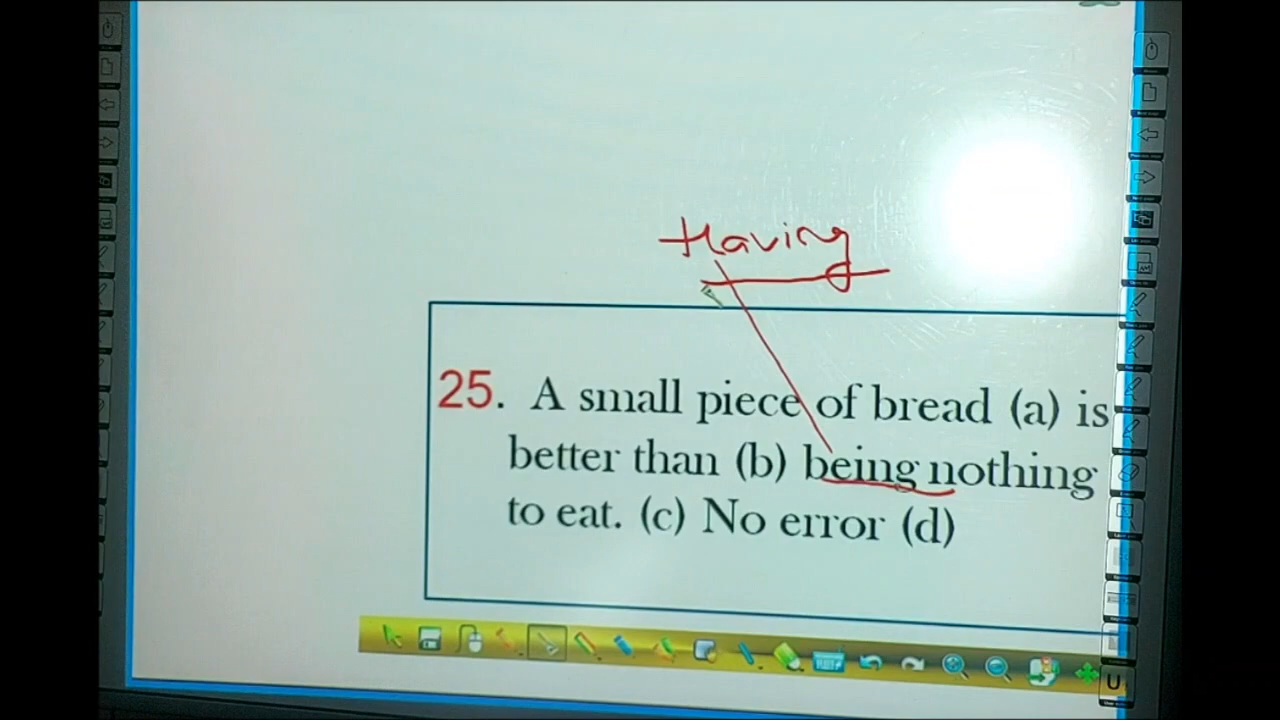 Having
25. A small piece of bread (a) is
better than (b) being nothing
to eat. (c) No error (d)
U